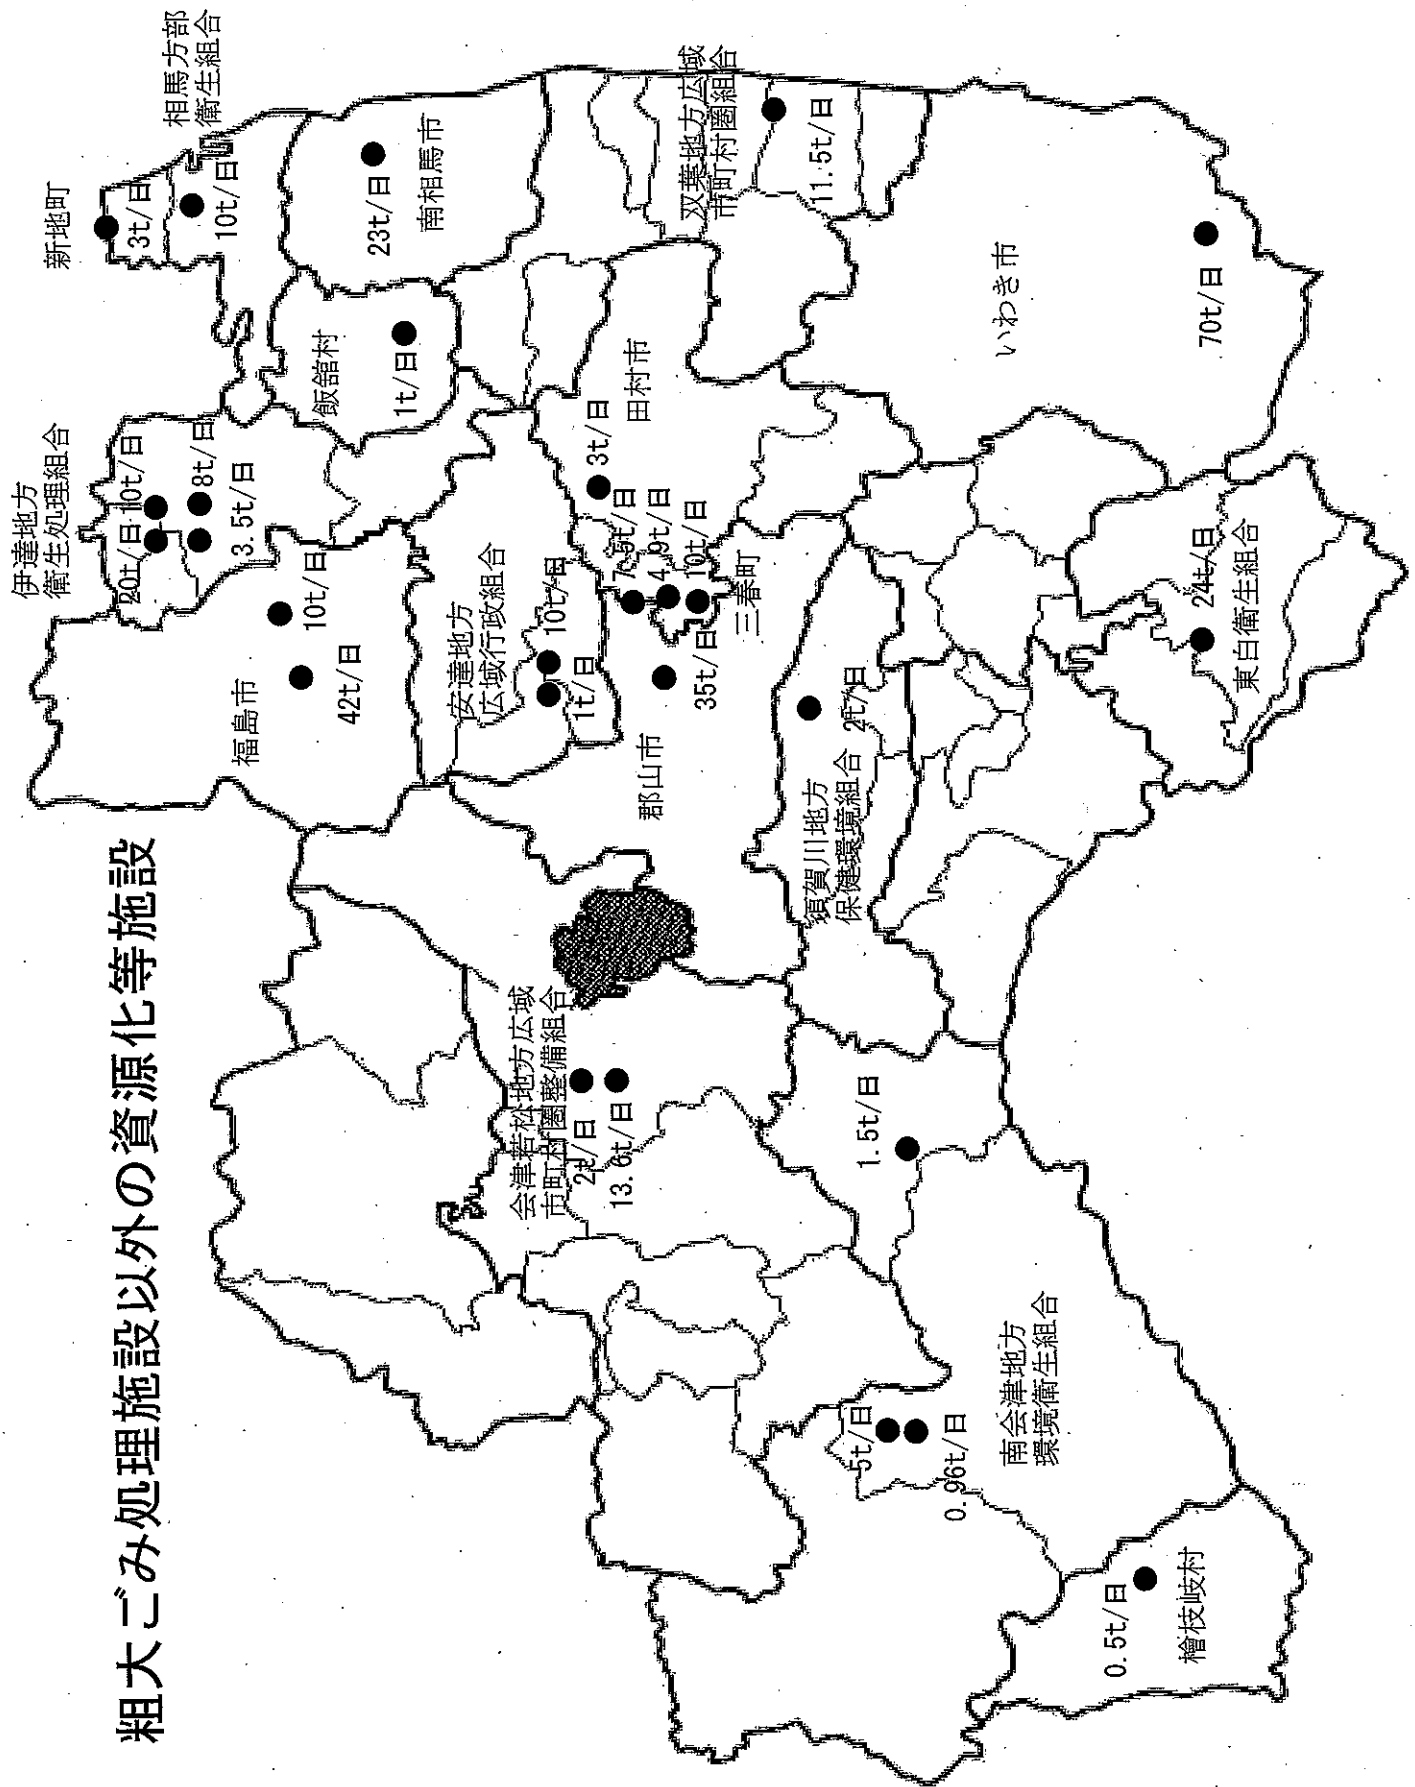 粗大ごみ処理施設以外の資源化等施設
伊達地方
衛生処理組合
20t/日
10t/日
8t/日
3.5t/日
新地町
3t/日
相馬方部
衛生組合
10t/日
福島市
10t/日
42t/日
飯舘村
1t/日
23t/日
南相馬市
安達地方
広域行政組合
10t/日
1t/日
双葉地方広域
市町村圏組合
11.5t/日
田村市
3t/日
7.5t/日
4.9t/日
10t/日
三春町
郡山市
35t/日
会津若松地方広域
市町村圏整備組合
2t/日
13.6t/日
須賀川地方
保健環境組合
2t/日
いわき市
70t/日
1.5t/日
南会津地方
環境衛生組合
5t/日
0.96t/日
東白衛生組合
24t/日
0.5t/日
檜枝岐村